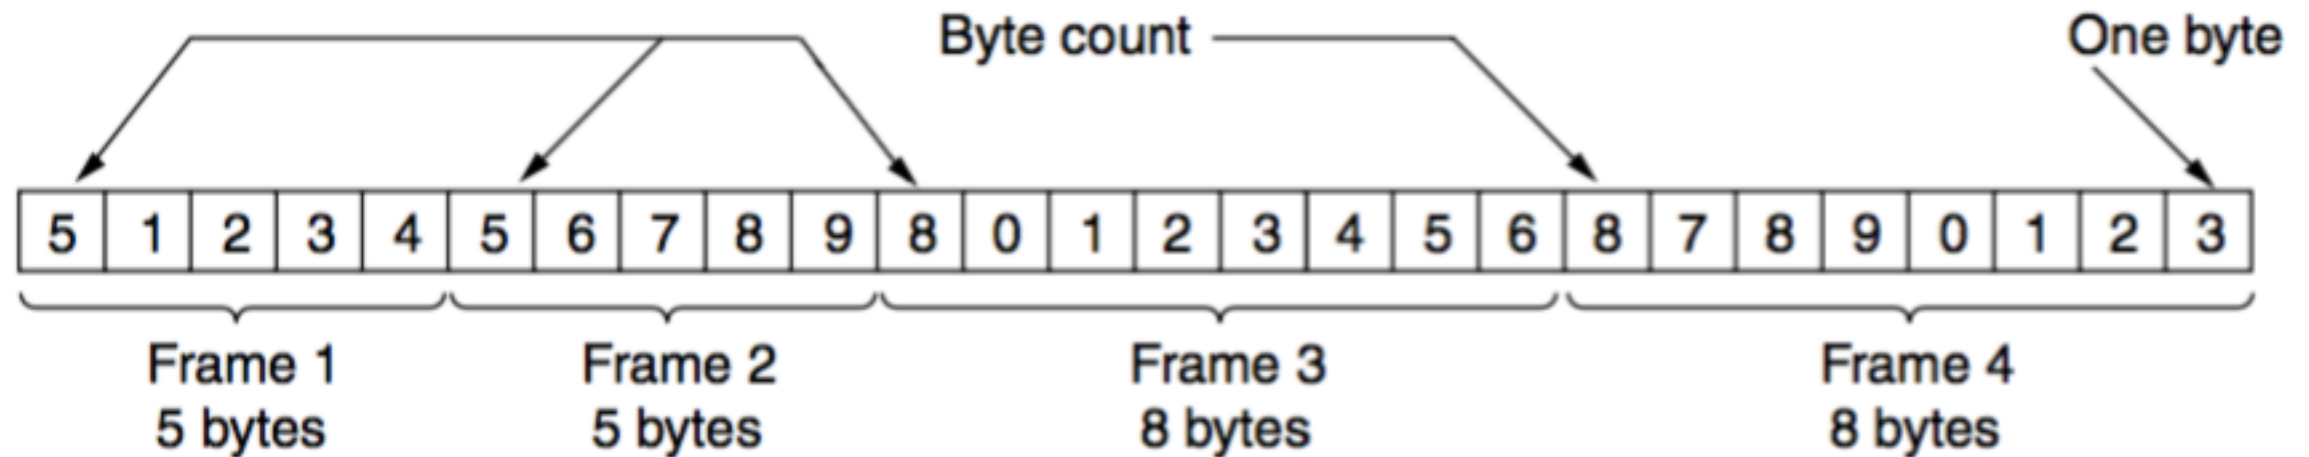 Byte count
One byte
5 1 2 3 4 5 6 7 8 9 8 0 1 2 3 4 5 6 8 7 8 9 0 1 2 3
Frame 1
5 bytes
Frame 2
5 bytes
Frame 3
8 bytes
Frame 4
8 bytes